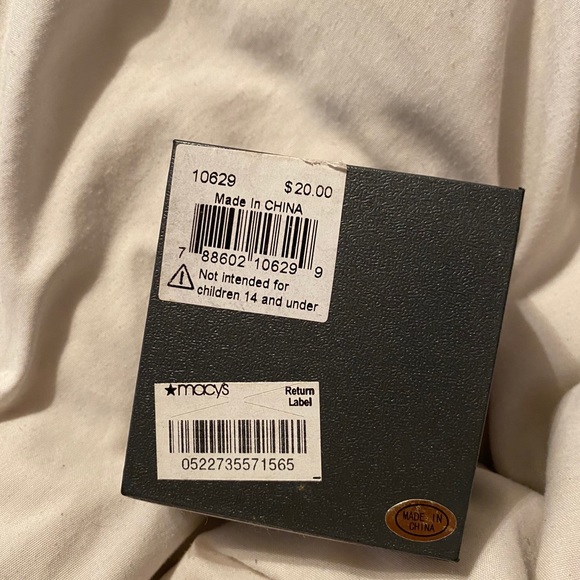 10629 $20.00
Made In CHINA
7 88602 10629 9
Not intended for
children 14 and under
★macys Return
Label
0522735571565
MADE IN
CHINA